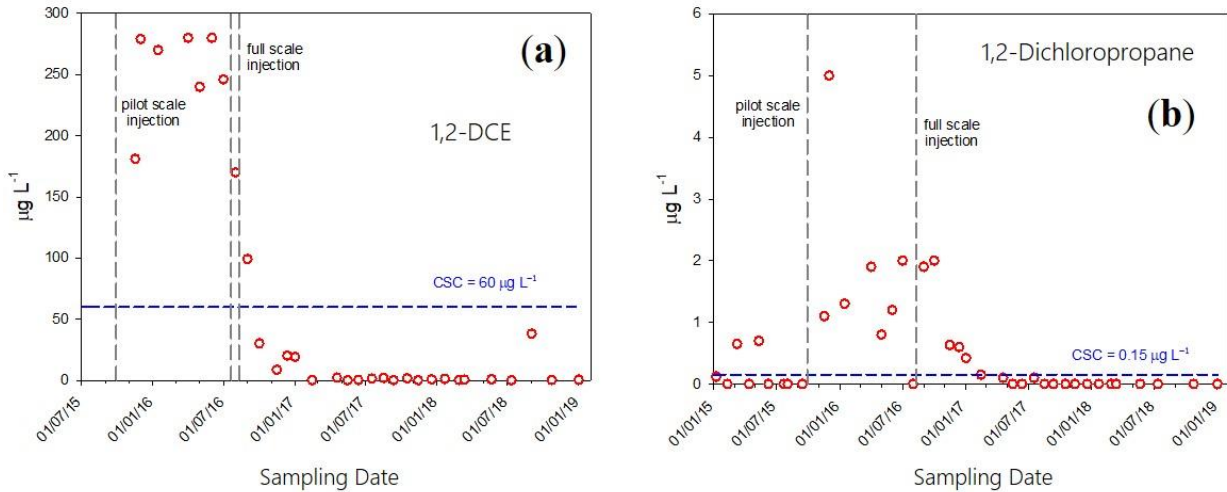 300
250
200
150
100
50
0
µg L⁻¹
pilot scale
injection
full scale
injection
(a)
1,2-DCE
CSC = 60 µg L⁻¹
01/07/15
01/01/16
01/07/16
01/01/17
01/07/17
01/01/18
01/07/18
01/01/19
Sampling Date
6
5
4
3
2
1
0
µg L⁻¹
1,2-Dichloropropane
pilot scale
injection
(b)
full scale
injection
CSC = 0.15 µg L⁻¹
01/01/15
01/07/15
01/01/16
01/07/16
01/01/17
01/07/17
01/01/18
01/07/18
01/01/19
Sampling Date